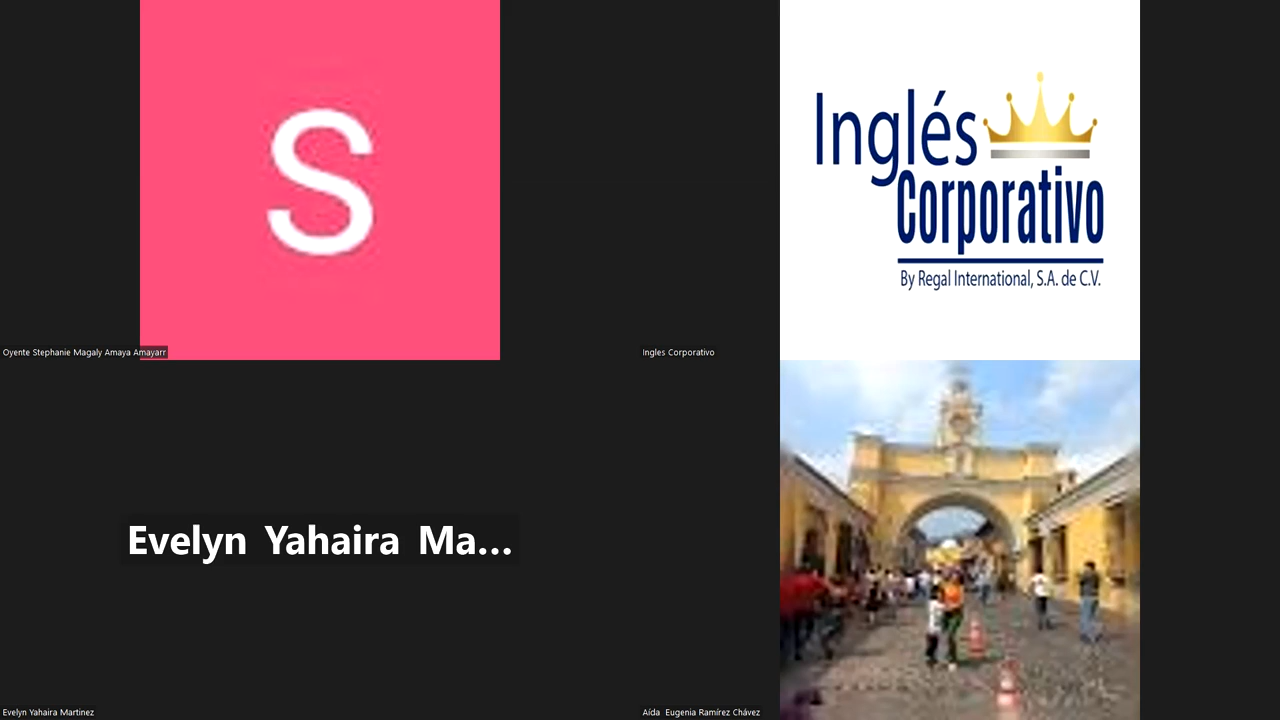 S
Inglés
Corporativo
By Regal International, S.A. de C.V.
Oyente Stephanie Magaly Amaya Amayarr
Ingles Corporativo
Evelyn Yahaira Ma...
Evelyn Yahaira Martinez
Aída Eugenia Ramírez Chávez